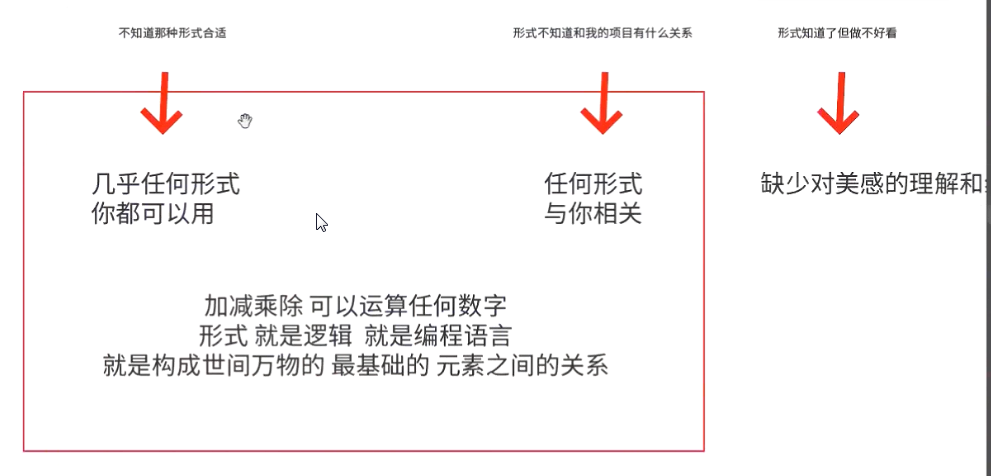 不知道那种形式合适
形式不知道和我的项目有什么关系
形式知道了但做不好看
几乎任何形式
你都可以用
任何形式
与你相关
缺少对美感的理解和
加减乘除 可以运算任何数字
形式 就是逻辑 就是编程语言
就是构成世间万物的 最基础的 元素之间的关系